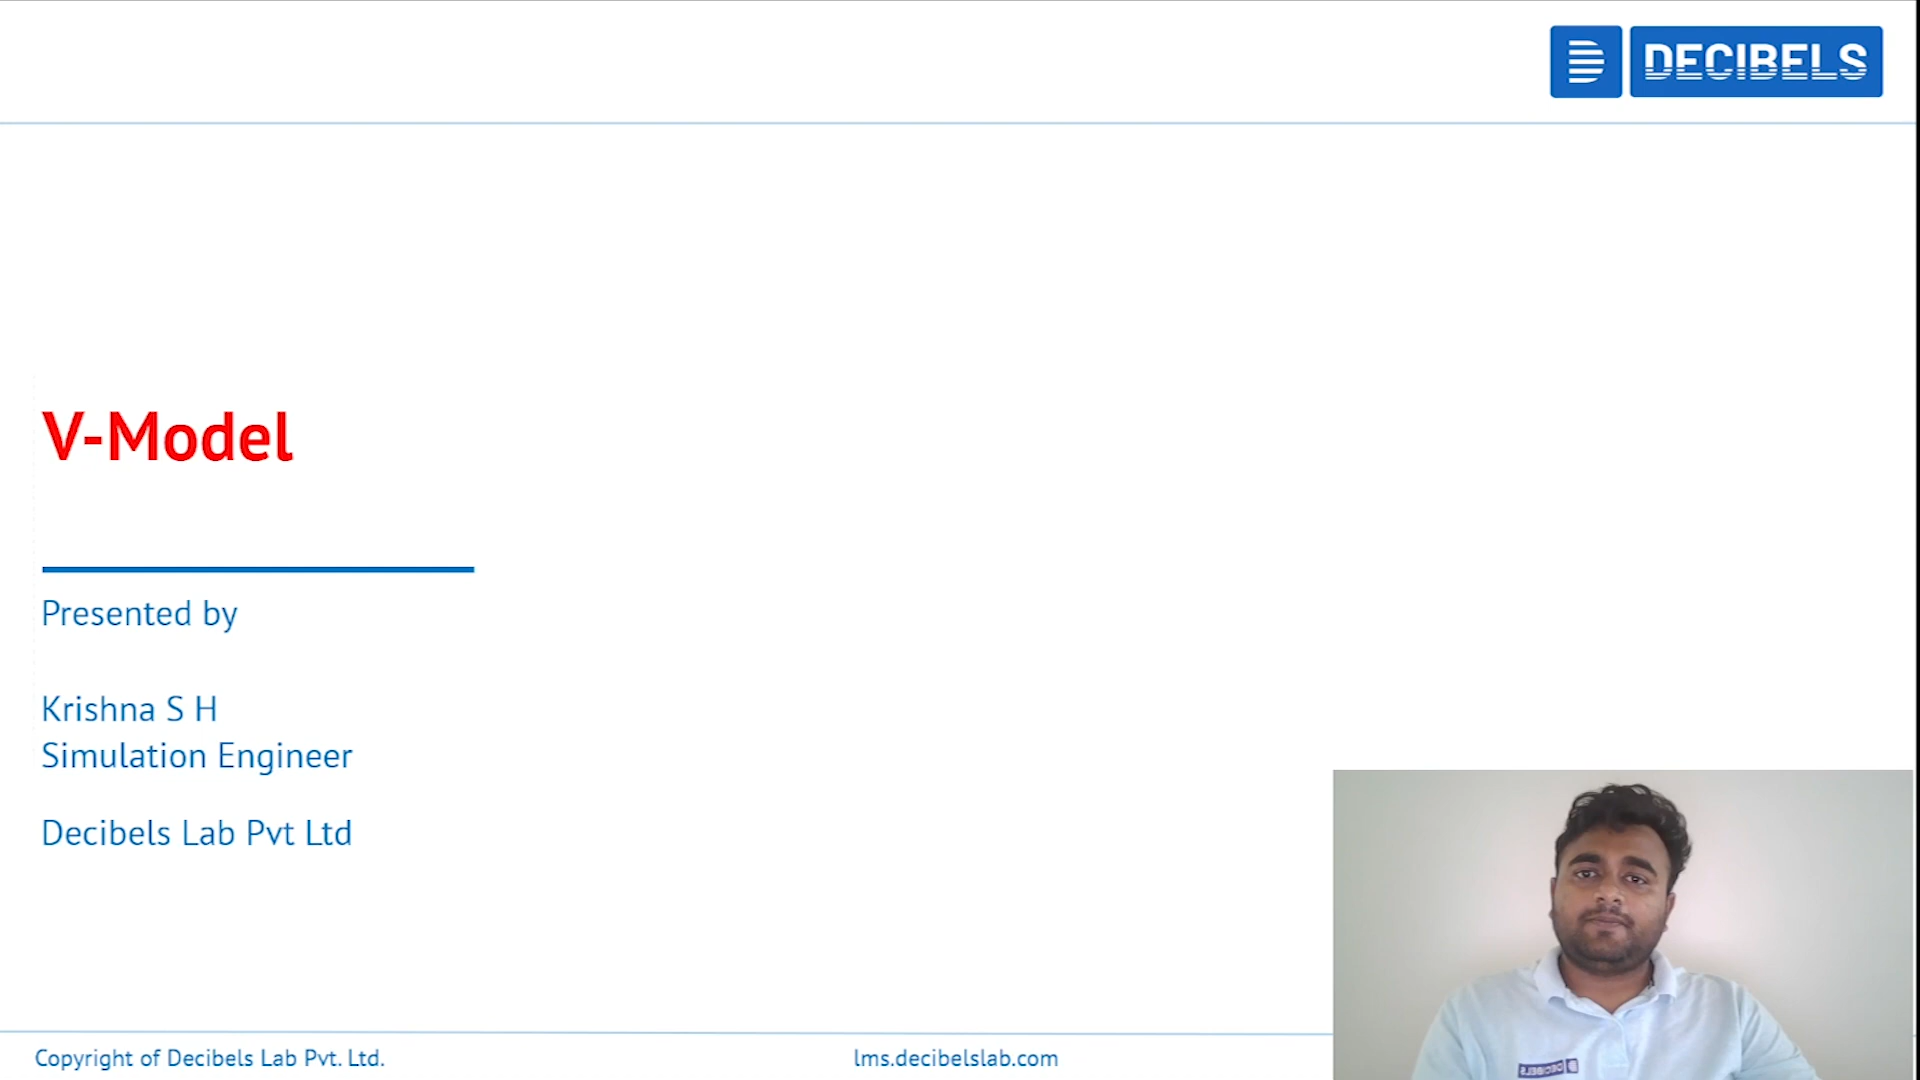 DECIBELS
V-Model
Presented by
Krishna S H
Simulation Engineer
Decibels Lab Pvt Ltd
DECIBELS
Copyright of Decibels Lab Pvt. Ltd.
lms.decibelslab.com